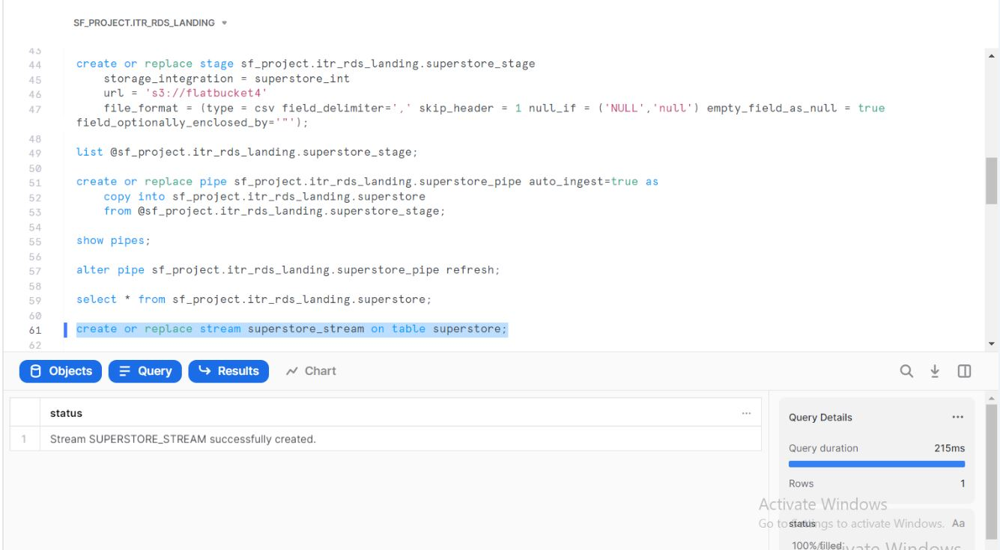 SF_PROJECT.ITR_RDS_LANDING
43
44 create or replace stage sf_project.itr_rds_landing.superstore_stage
45 storage_integration = superstore_int
46 url = 's3://flatbucket4'
47 file_format = (type = csv field_delimiter=',' skip_header = 1 null_if = ('NULL','null') empty_field_as_null = true
field_optionally_enclosed_by='"');
48
49 list @sf_project.itr_rds_landing.superstore_stage;
50
51 create or replace pipe sf_project.itr_rds_landing.superstore_pipe auto_ingest=true as
52 copy into sf_project.itr_rds_landing.superstore
53 from @sf_project.itr_rds_landing.superstore_stage;
54
55 show pipes;
56
57 alter pipe sf_project.itr_rds_landing.superstore_pipe refresh;
58
59 select * from sf_project.itr_rds_landing.superstore;
60
61 create or replace stream superstore_stream on table superstore;
62
Objects Query Results Chart
status ...
1 Stream SUPERSTORE_STREAM successfully created.
Query Details ...
Query duration 215ms
Rows 1
Activate Windows
Go to Settings to activate Windows.
status Aa
100% filled
Activate Windows